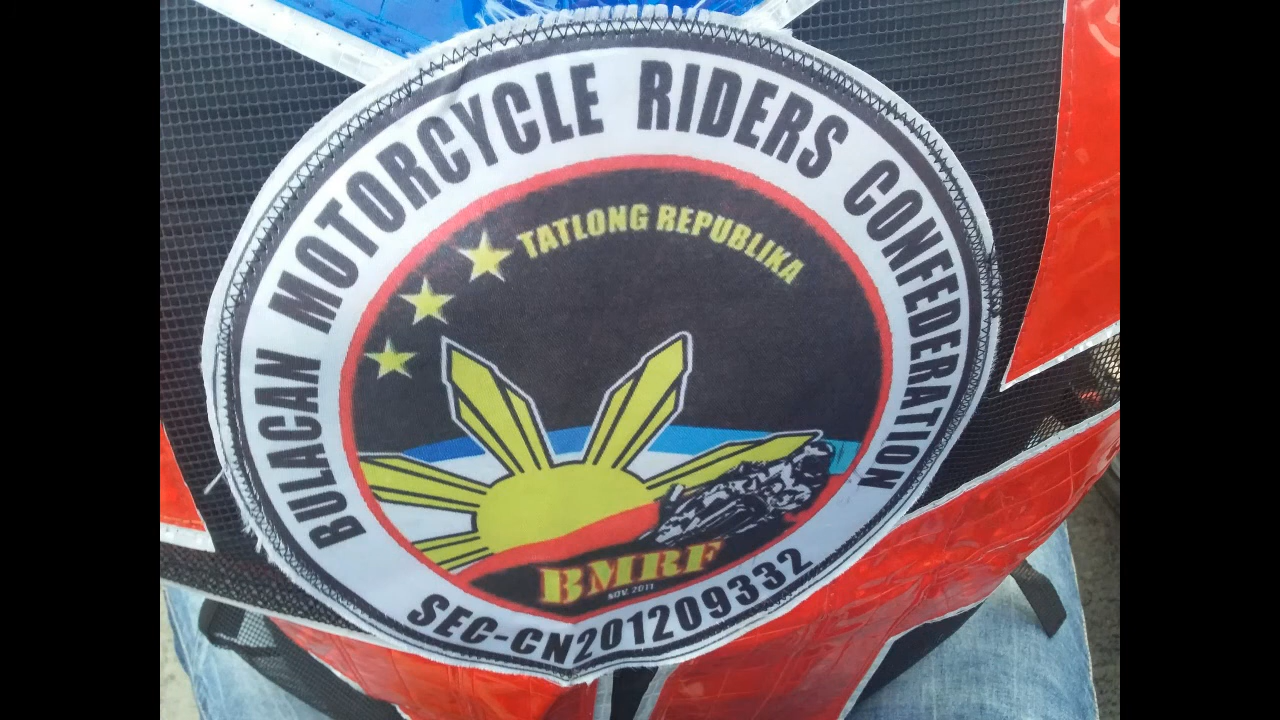 BULACAN MOTORCYCLE RIDERS CONFEDERATION
TATLONG REPUBLIKA
BMRF
NOV. 2011
SEC-CN201209332